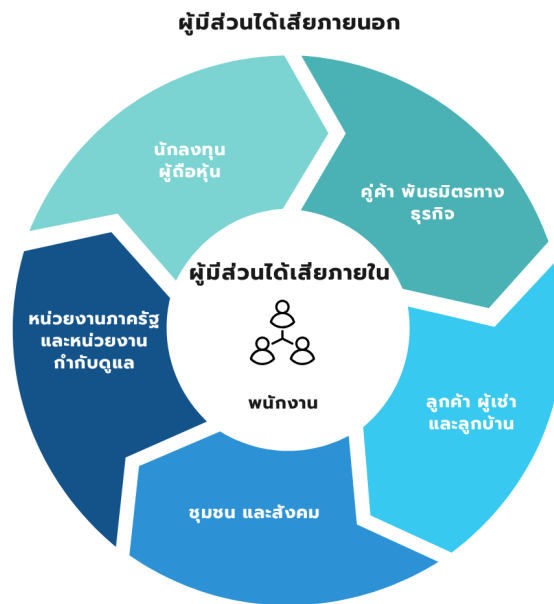 ผู้มีส่วนได้เสียภายนอก
นักลงทุน
ผู้ถือหุ้น
คู่ค้า พันธมิตรทาง
ธุรกิจ
ผู้มีส่วนได้เสียภายใน
พนักงาน
หน่วยงานภาครัฐ
และหน่วยงาน
กำกับดูแล
ลูกค้า ผู้เช่า
และลูกบ้าน
ชุมชน และสังคม